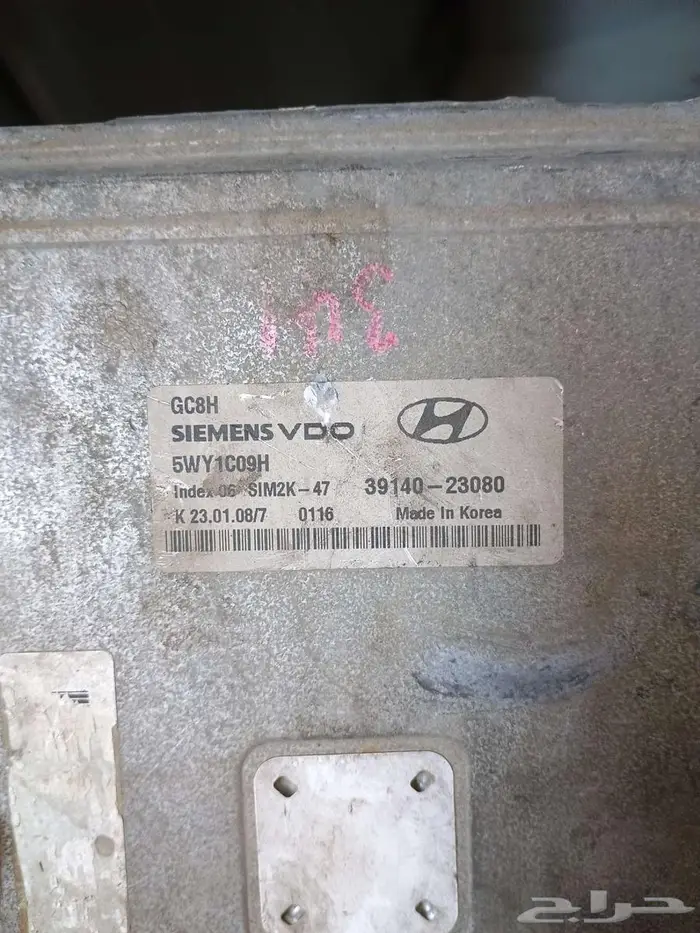 GC8H
SIEMENS VDO
5WY1C09H
Index 06 SIM2K-47 39140-23080
K 23.01.08/7 0116 Made In Korea
حراج